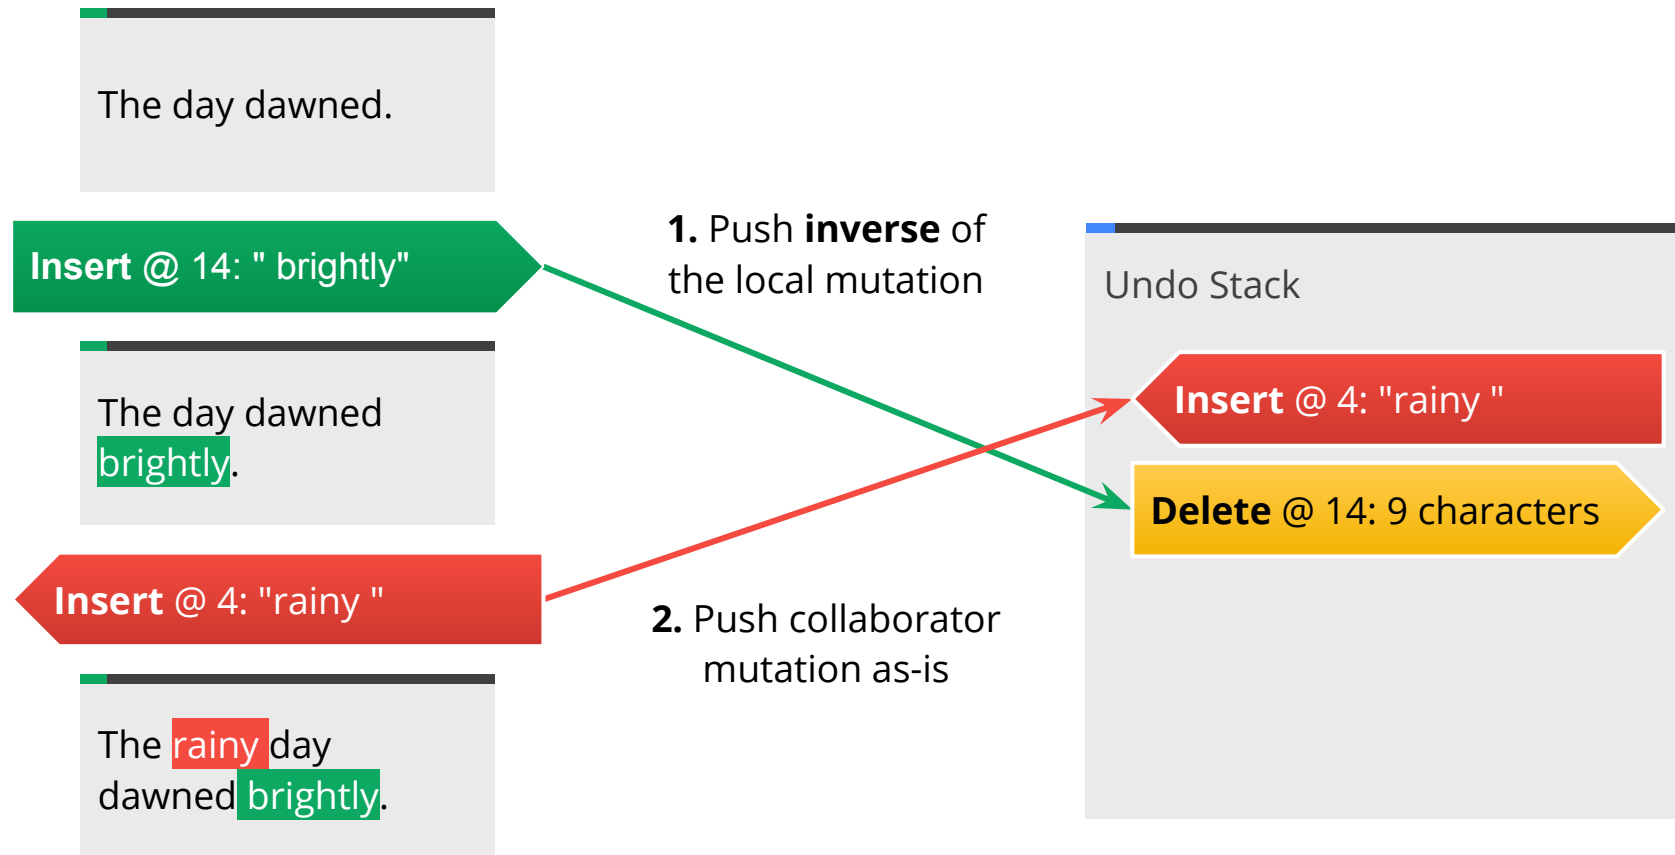 The day dawned.
Insert @ 14: " brightly"
The day dawned
brightly.
Insert @ 4: "rainy "
The rainy day
dawned brightly.
1. Push inverse of
the local mutation
2. Push collaborator
mutation as-is
Undo Stack
Insert @ 4: "rainy "
Delete @ 14: 9 characters